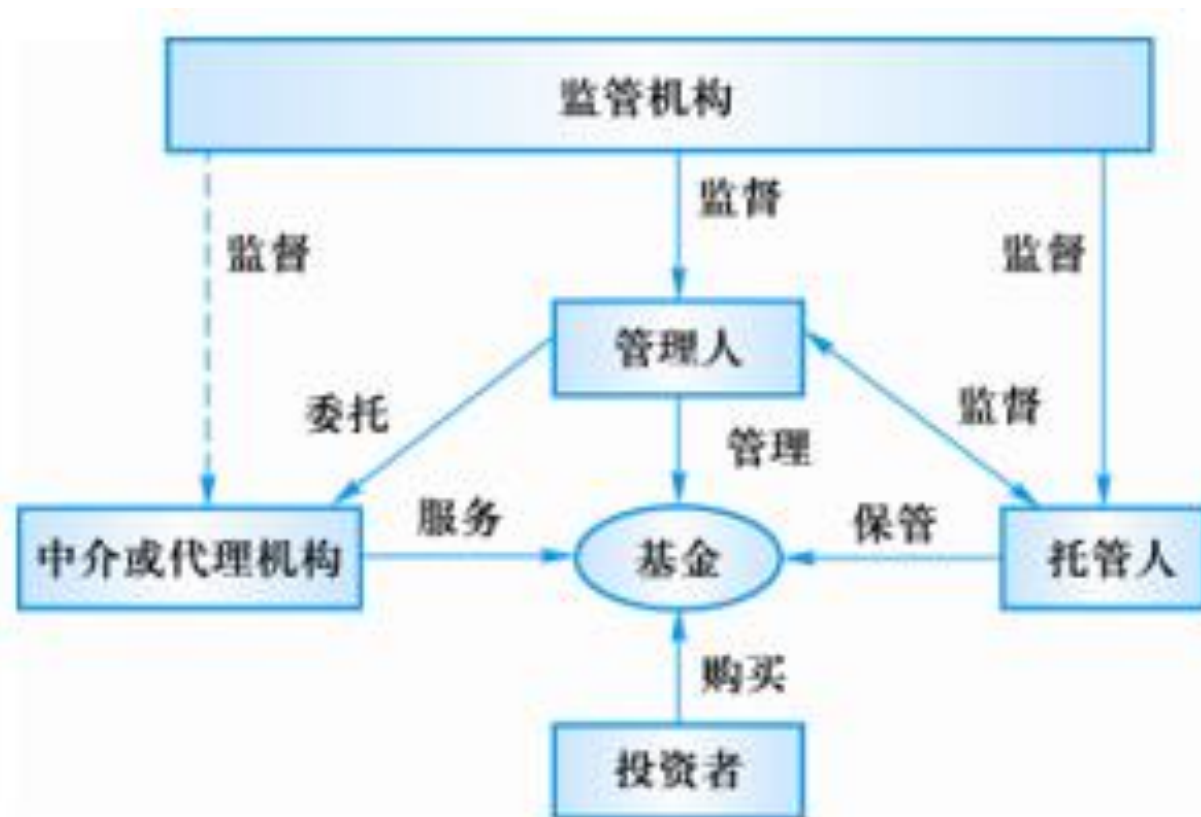 监管机构
监督
监督
监督
管理人
委托
监督
管理
服务
保管
中介或代理机构
基金
托管人
购买
投资者